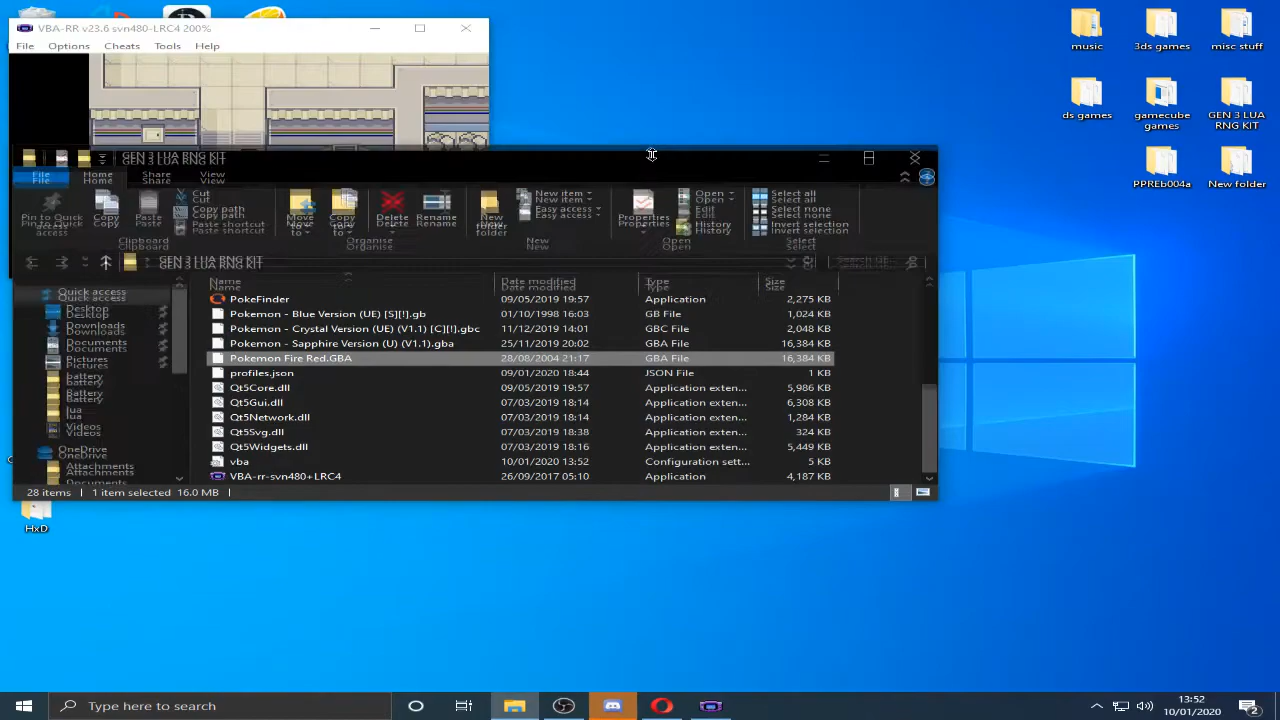 VBA-RR v23.6 svn480-LRC4 200%
File Options Cheats Tools Help
music
3ds games
misc stuff
ds games
gamecube games
GEN 3 LUA RNG KIT
PPREb004a
New folder
GEN 3 LUA RNG KIT
File Home Share View
Pin to Quick access
Copy
Paste
Cut
Copy path
Paste shortcut
Clipboard
Move to
Copy to
Delete
Rename
Organise
New folder
New item
Easy access
New
Properties
Open
Edit
History
Open
Select all
Select none
Invert selection
Select
GEN 3 LUA RNG KIT
Name Date modified Type Size
Quick access
Desktop
Downloads
Documents
Pictures
battery
Battery
lua
Videos
OneDrive
Attachments
Documents
PokeFinder 09/05/2019 19:57 Application 2,275 KB
Pokemon - Blue Version (UE) [S][!].gb 01/10/1998 16:03 GB File 1,024 KB
Pokemon - Crystal Version (UE) (V1.1) [C][!].gbc 11/12/2019 14:01 GBC File 2,048 KB
Pokemon - Sapphire Version (U) (V1.1).gba 25/11/2019 20:02 GBA File 16,384 KB
Pokemon Fire Red.GBA 28/08/2004 21:17 GBA File 16,384 KB
profiles.json 09/01/2020 18:44 JSON File 1 KB
Qt5Core.dll 09/05/2019 19:57 Application exten... 5,986 KB
Qt5Gui.dll 07/03/2019 18:14 Application exten... 6,308 KB
Qt5Network.dll 07/03/2019 18:14 Application exten... 1,284 KB
Qt5Svg.dll 07/03/2019 18:38 Application exten... 324 KB
Qt5Widgets.dll 07/03/2019 18:16 Application exten... 5,449 KB
vba 10/01/2020 13:52 Configuration sett... 5 KB
VBA-rr-svn480+LRC4 26/09/2017 05:10 Application 4,187 KB
28 items 1 item selected 16.0 MB
HxD
Type here to search
13:52
10/01/2020
2